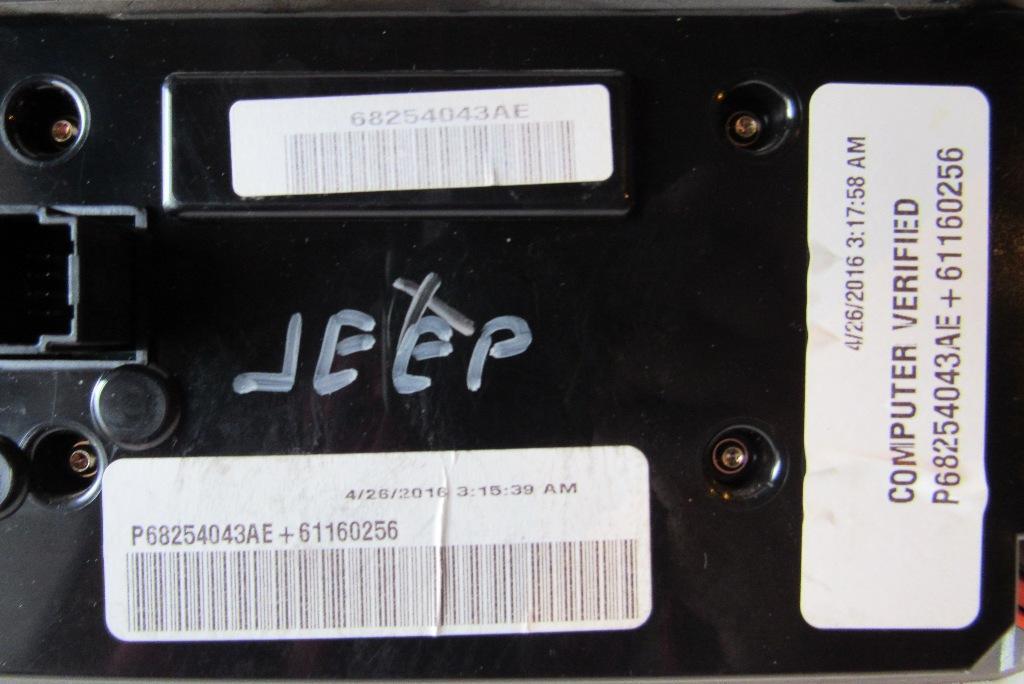 68254043AE
JEEP
4/26/2016 3:15:39 AM
P68254043AE + 61160256
4/26/2016 3:17:58 AM
COMPUTER VERIFIED
P68254043AE + 61160256